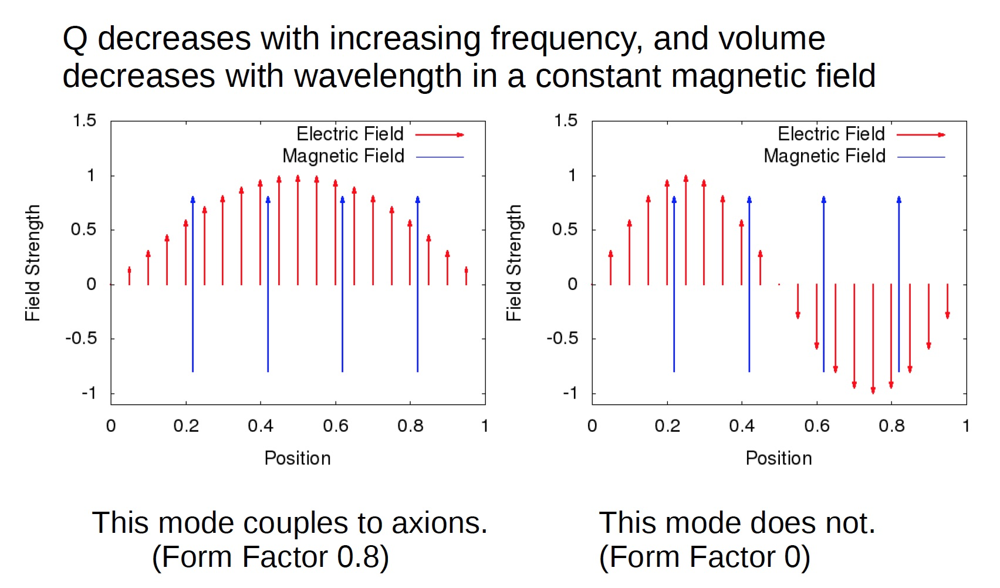 Q decreases with increasing frequency, and volume
decreases with wavelength in a constant magnetic field
1.5
1
0.5
0
-0.5
-1
Field Strength
Electric Field
Magnetic Field
0 0.2 0.4 0.6 0.8 1
Position
1.5
1
0.5
0
-0.5
-1
Field Strength
Electric Field
Magnetic Field
0 0.2 0.4 0.6 0.8 1
Position
This mode couples to axions.
(Form Factor 0.8)
This mode does not.
(Form Factor 0)